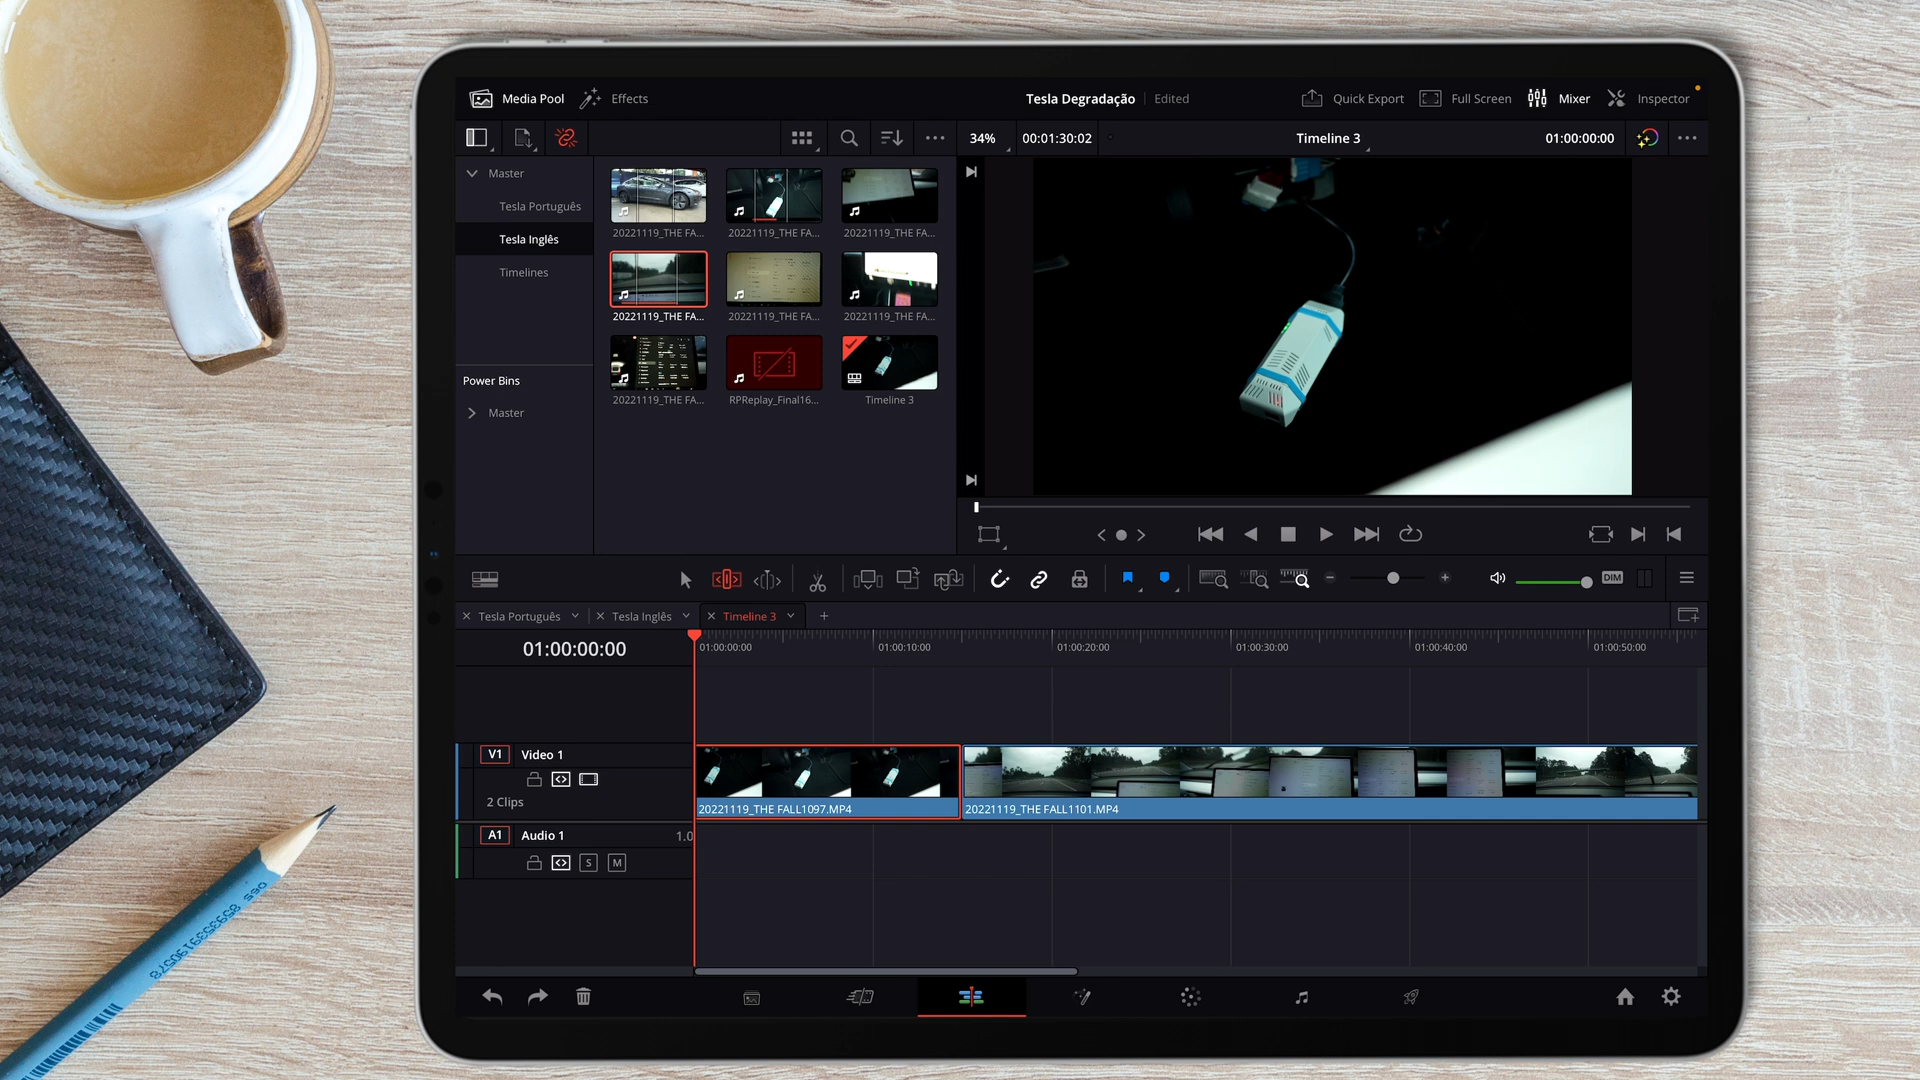 Media Pool
Effects
Tesla Degradação
Edited
Quick Export
Full Screen
Mixer
Inspector
34%
00:01:30:02
Timeline 3
01:00:00:00
Master
Tesla Português
Tesla Inglês
Timelines
Power Bins
Master
20221119_THE FA...
20221119_THE FA...
20221119_THE FA...
20221119_THE FA...
20221119_THE FA...
20221119_THE FA...
20221119_THE FA...
RPReplay_Final16...
Timeline 3
DIM
Tesla Português
Tesla Inglês
Timeline 3
01:00:00:00
01:00:00:00
01:00:10:00
01:00:20:00
01:00:30:00
01:00:40:00
01:00:50:00
V1
Video 1
2 Clips
20221119_THE FALL1097.MP4
20221119_THE FALL1101.MP4
A1
Audio 1
1.0
S
M